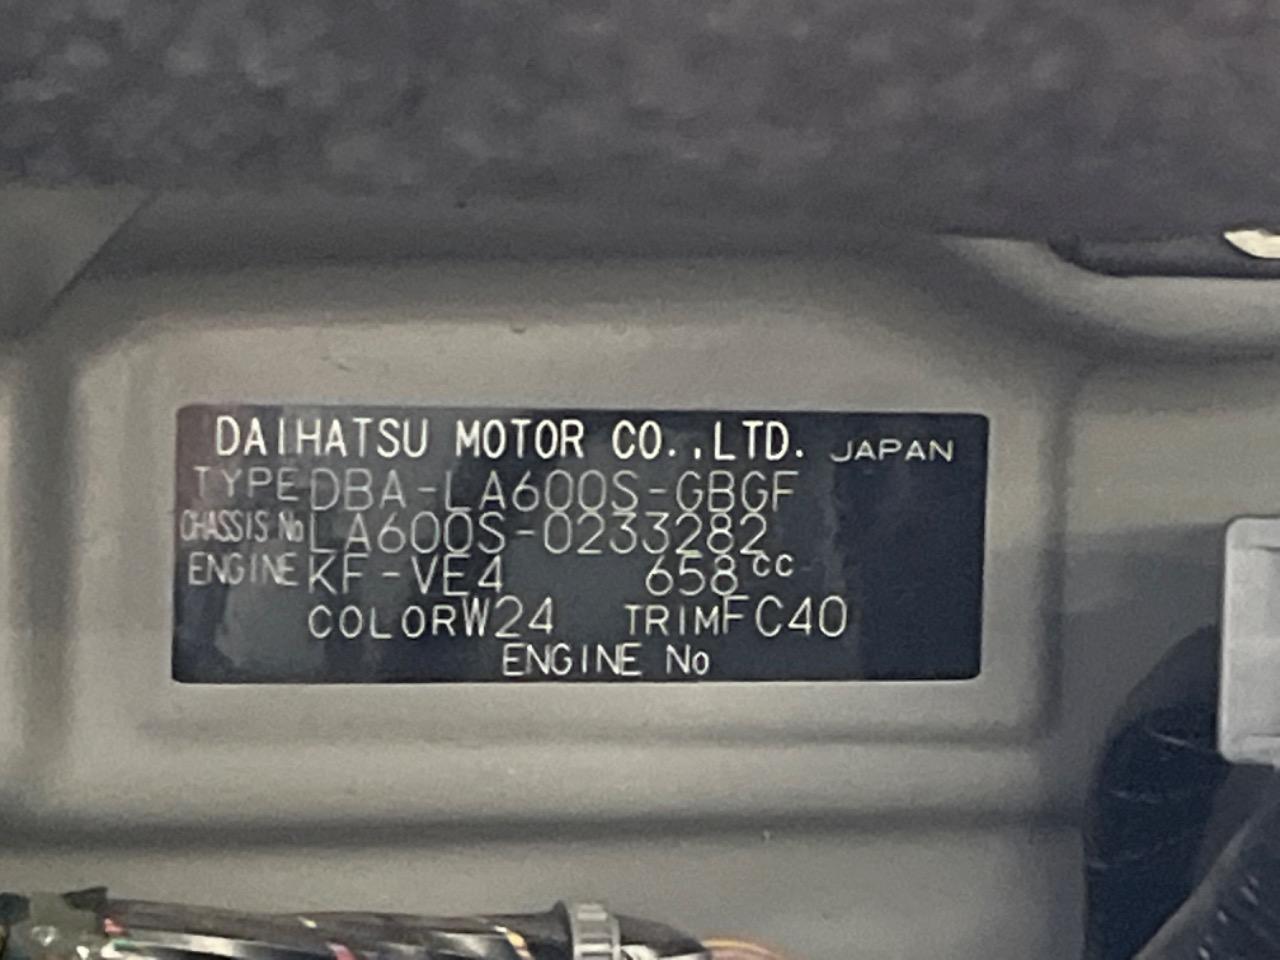 DAIHATSU MOTOR CO.,LTD. JAPAN
TYPE DBA-LA600S-GBGF
CHASSIS No LA600S-0233282
ENGINE KF-VE4 658cc
COLOR W24 TRIM FC40
ENGINE No